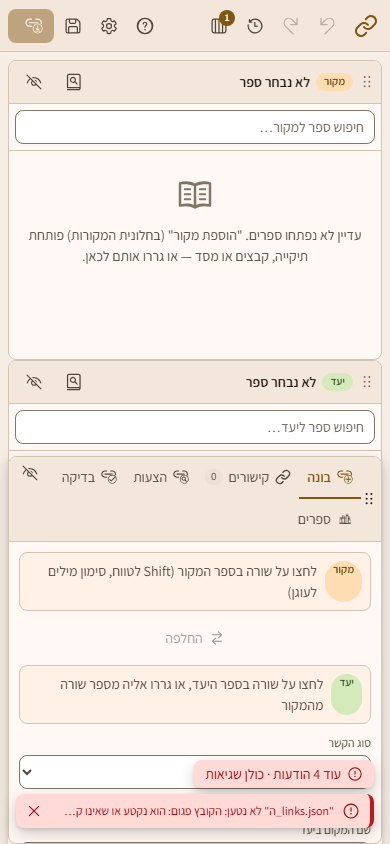 1
מקור
לא נבחר ספר
חיפוש ספר למקור...
עדיין לא נפתחו ספרים. "הוספת מקור" (בחלונית המקורות) פותחת
תיקייה, קבצים או מסד — או גררו אותם לכאן.
יעד
לא נבחר ספר
חיפוש ספר ליעד...
בונה
קישורים 0
הצעות
בדיקה
ספרים
מקור
לחצו על שורה בספר המקור (Shift לטווח, סימון מילים
לעוגן)
החלפה
יעד
לחצו על שורה בספר היעד, או גררו אליה מספר שורה
מהמקור
סוג הקשר
עוד 4 הודעות · כולן שגיאות
"ה_links.json" לא נטען: הקובץ פגום: הוא נקטע או שאינו ק...
שם המקום ביעד